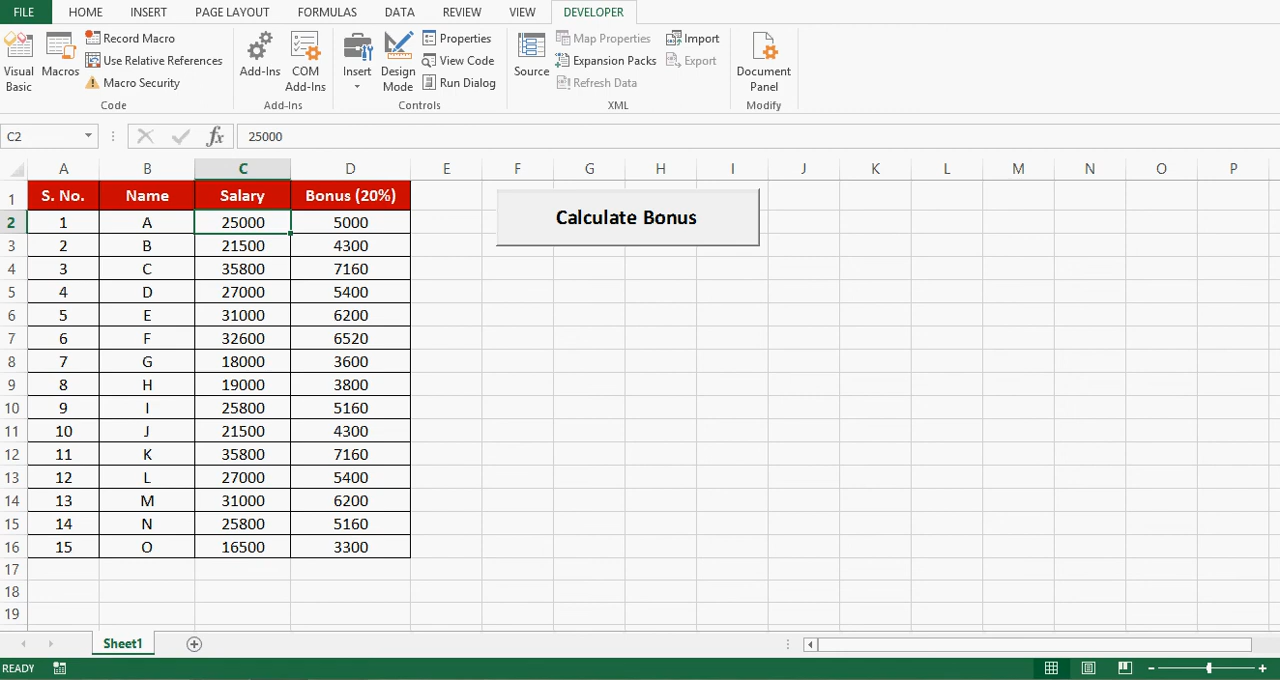 FILE HOME INSERT PAGE LAYOUT FORMULAS DATA REVIEW VIEW DEVELOPER
Visual Basic
Macros
Record Macro
Use Relative References
Macro Security
Code
Add-Ins
COM Add-Ins
Add-Ins
Insert
Design Mode
Properties
View Code
Run Dialog
Controls
Source
Map Properties
Expansion Packs
Refresh Data
Import
Export
XML
Document Panel
Modify
C2 fx 25000
A B C D E F G H I J K L M N O P
1 S. No. Name Salary Bonus (20%)
Calculate Bonus
2 1 A 25000 5000
3 2 B 21500 4300
4 3 C 35800 7160
5 4 D 27000 5400
6 5 E 31000 6200
7 6 F 32600 6520
8 7 G 18000 3600
9 8 H 19000 3800
10 9 I 25800 5160
11 10 J 21500 4300
12 11 K 35800 7160
13 12 L 27000 5400
14 13 M 31000 6200
15 14 N 25800 5160
16 15 O 16500 3300
17
18
19
Sheet1
READY